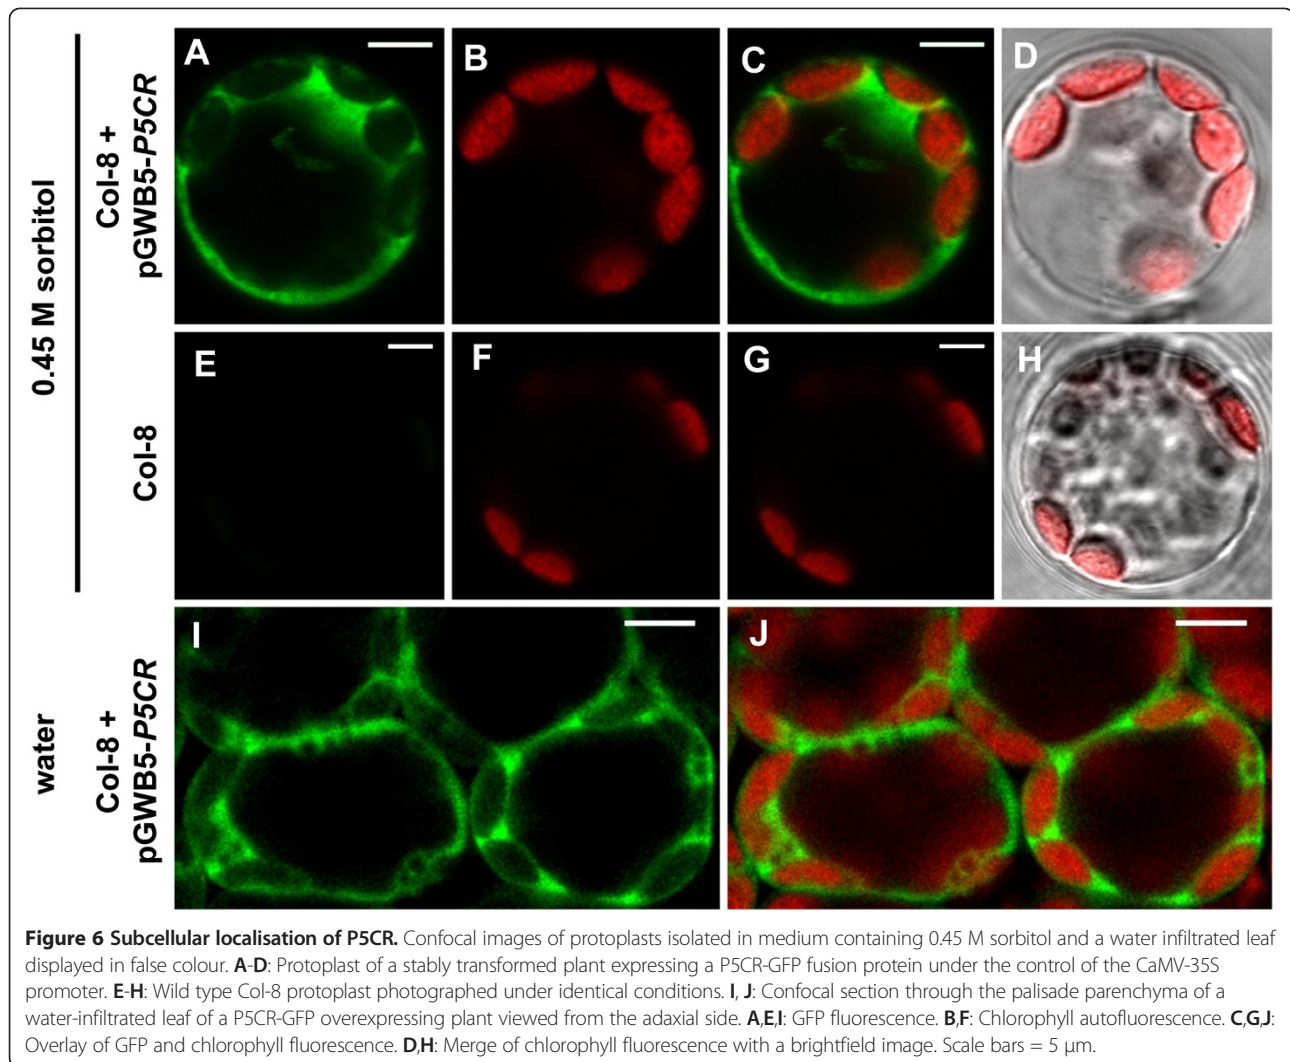 0.45 M sorbitol
Col-8 +
pGWB5-P5CR
A
B
C
D
Col-8
E
F
G
H
water
Col-8 +
pGWB5-P5CR
I
J
Figure 6 Subcellular localisation of P5CR. Confocal images of protoplasts isolated in medium containing 0.45 M sorbitol and a water infiltrated leaf
displayed in false colour. A-D: Protoplast of a stably transformed plant expressing a P5CR-GFP fusion protein under the control of the CaMV-35S
promoter. E-H: Wild type Col-8 protoplast photographed under identical conditions. I, J: Confocal section through the palisade parenchyma of a
water-infiltrated leaf of a P5CR-GFP overexpressing plant viewed from the adaxial side. A,E,I: GFP fluorescence. B,F: Chlorophyll autofluorescence. C,G,J:
Overlay of GFP and chlorophyll fluorescence. D,H: Merge of chlorophyll fluorescence with a brightfield image. Scale bars = 5 μm.